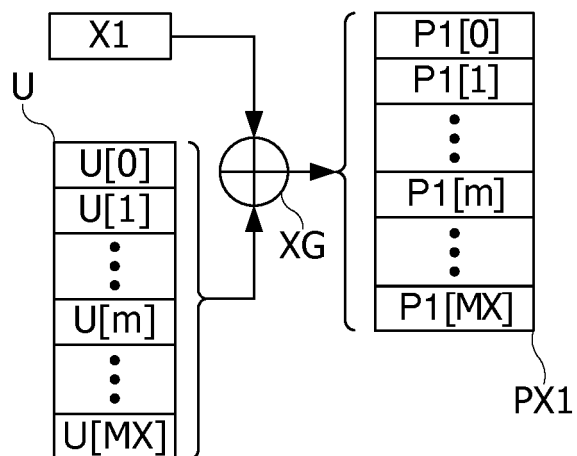 X1
U
U[0]
U[1]
U[m]
U[MX]
XG
P1[0]
P1[1]
P1[m]
P1[MX]
PX1